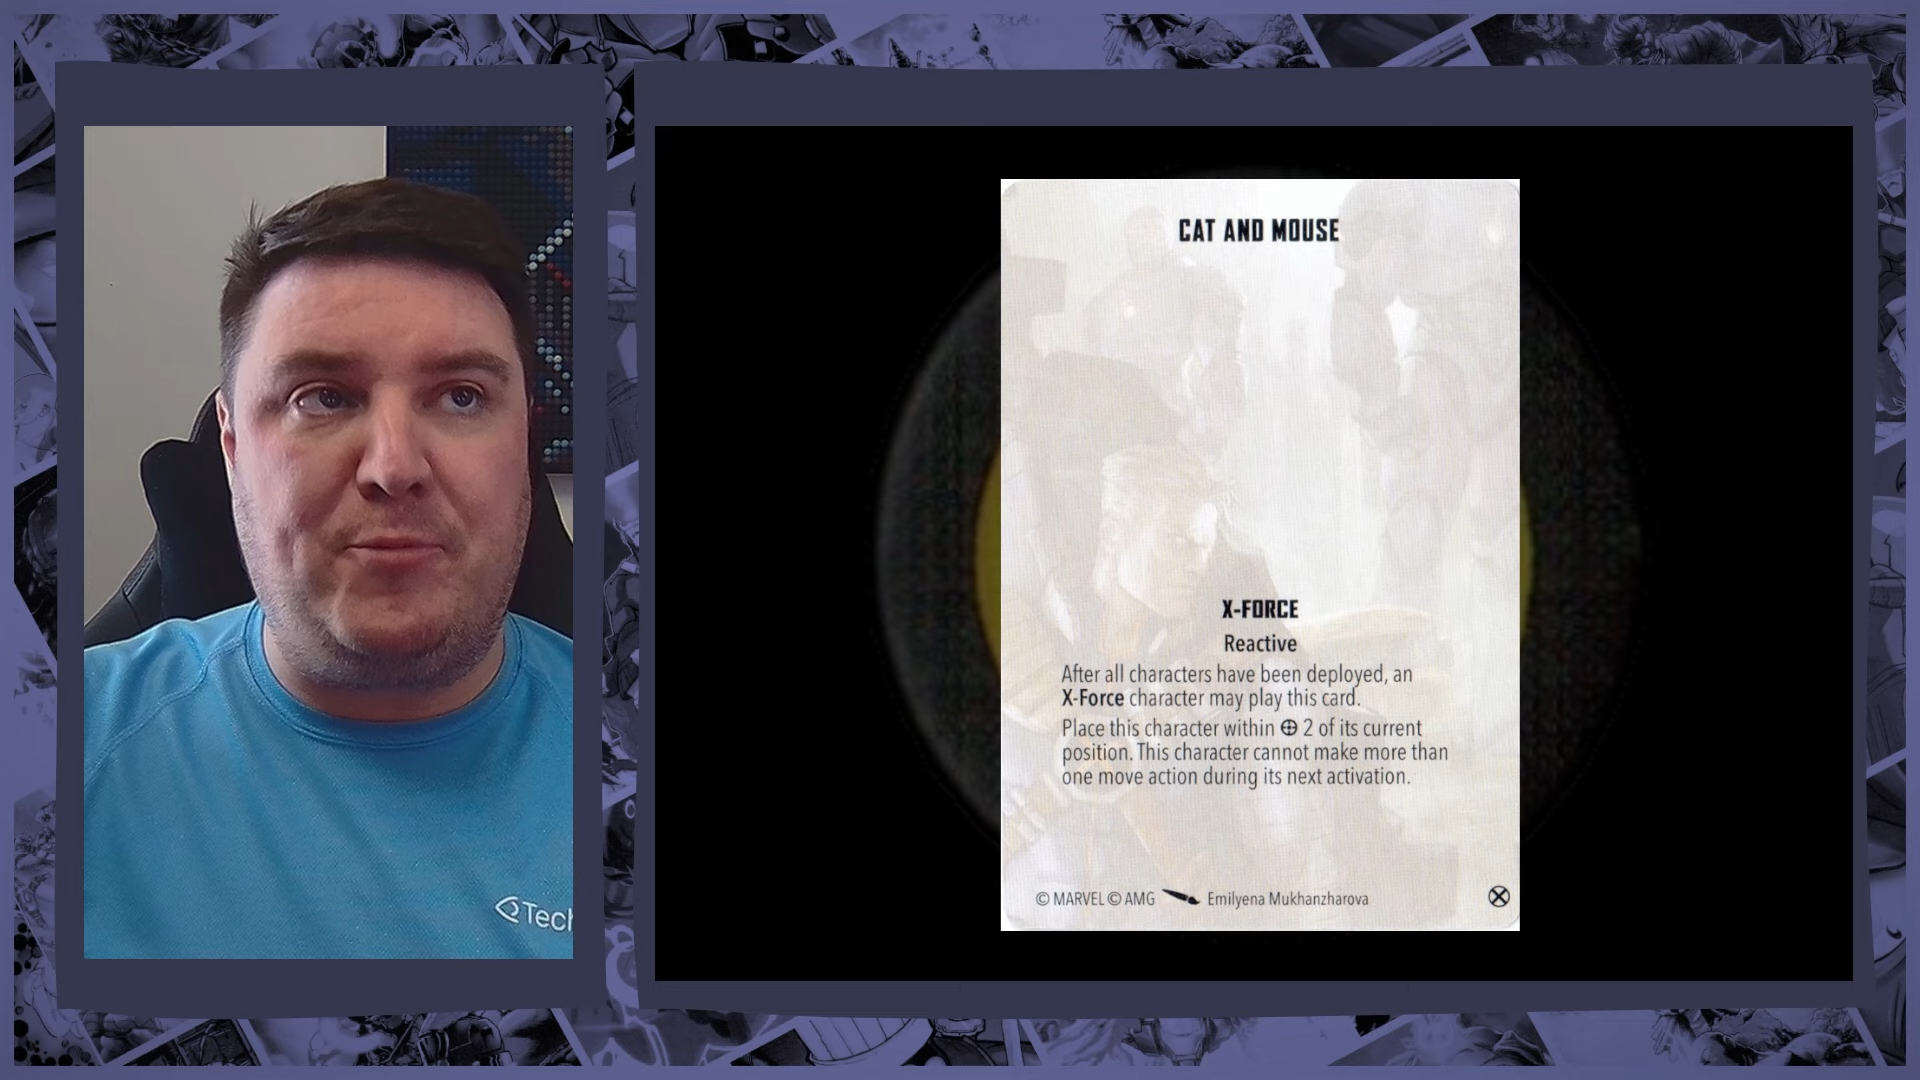 CAT AND MOUSE
X-FORCE
Reactive
After all characters have been deployed, an
X-Force character may play this card.
Place this character within 2 of its current
position. This character cannot make more than
one move action during its next activation.
© MARVEL © AMG Emilyena Mukhanzharova
Tech